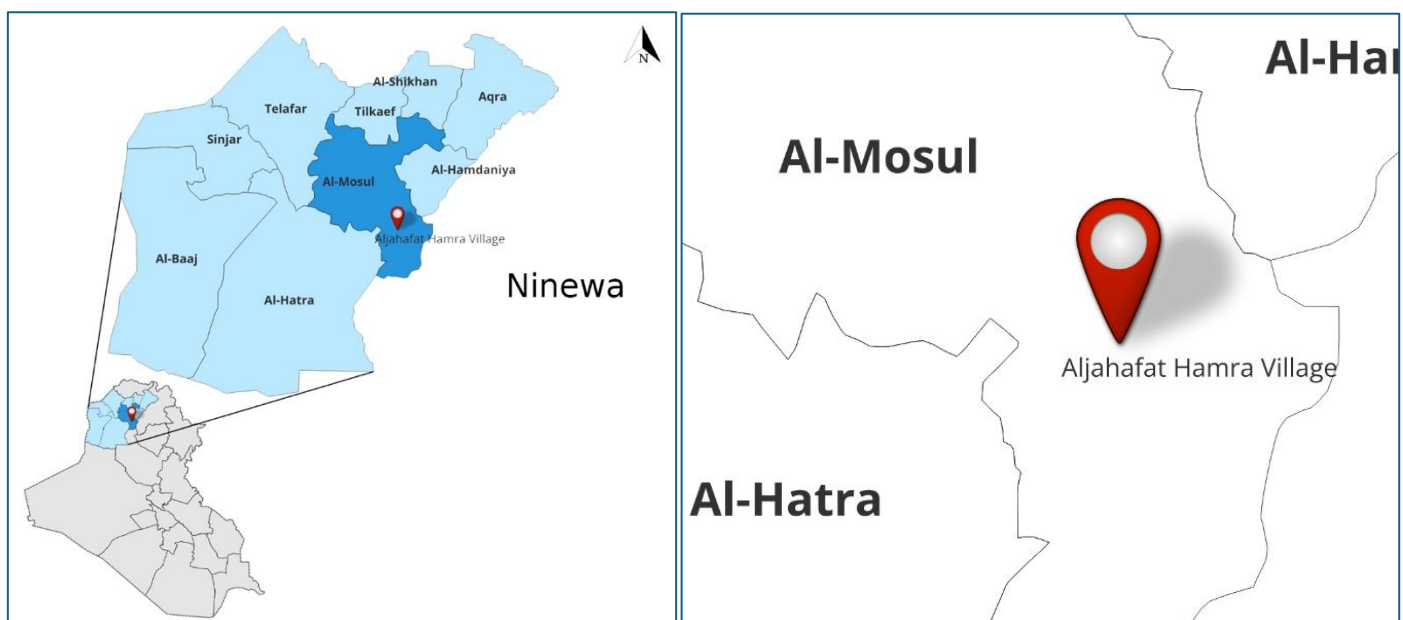 N
Al-Shikhan
Aqra
Telafar
Tilkaef
Sinjar
Al-Hamdaniya
Al-Mosul
Aljahafat Hamra Village
Al-Baaj
Ninewa
Al-Hatra
Al-Har
Al-Mosul
Aljahafat Hamra Village
Al-Hatra